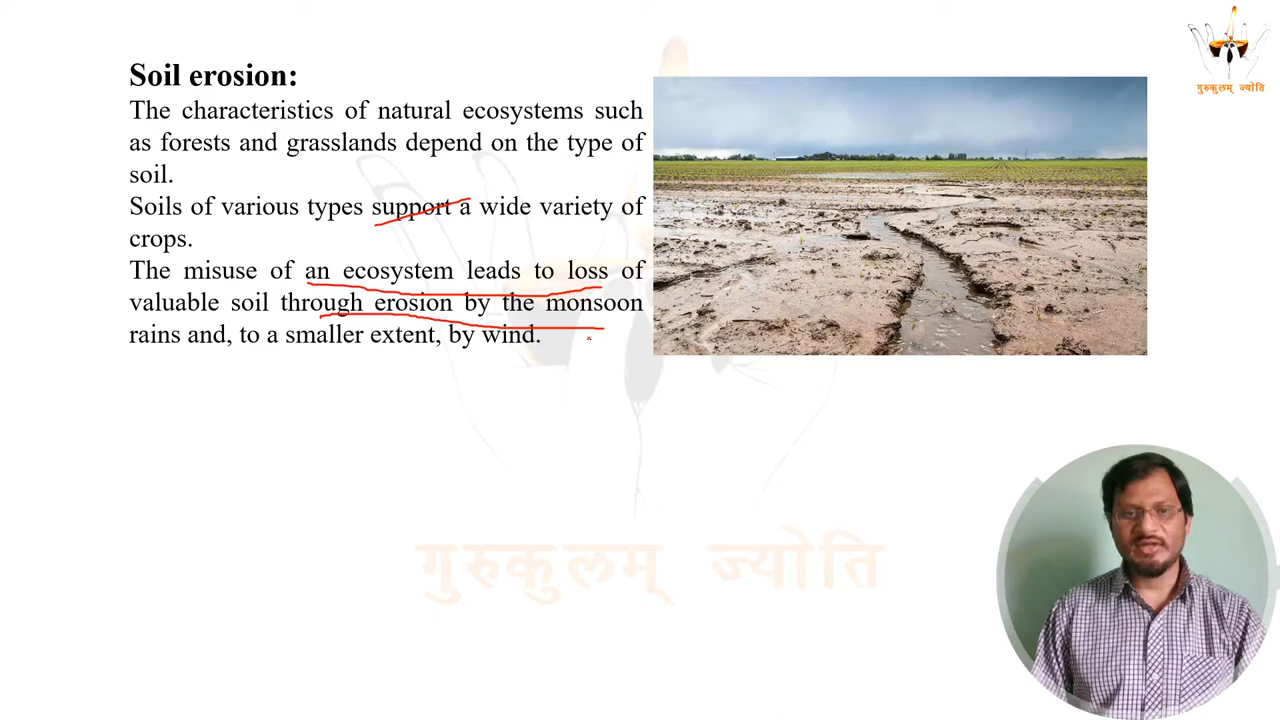 Soil erosion:
The characteristics of natural ecosystems such
as forests and grasslands depend on the type of
soil.
Soils of various types support a wide variety of
crops.
The misuse of an ecosystem leads to loss of
valuable soil through erosion by the monsoon
rains and, to a smaller extent, by wind.
गुरुकुलम् ज्योति
गुरुकुलम् ज्योति